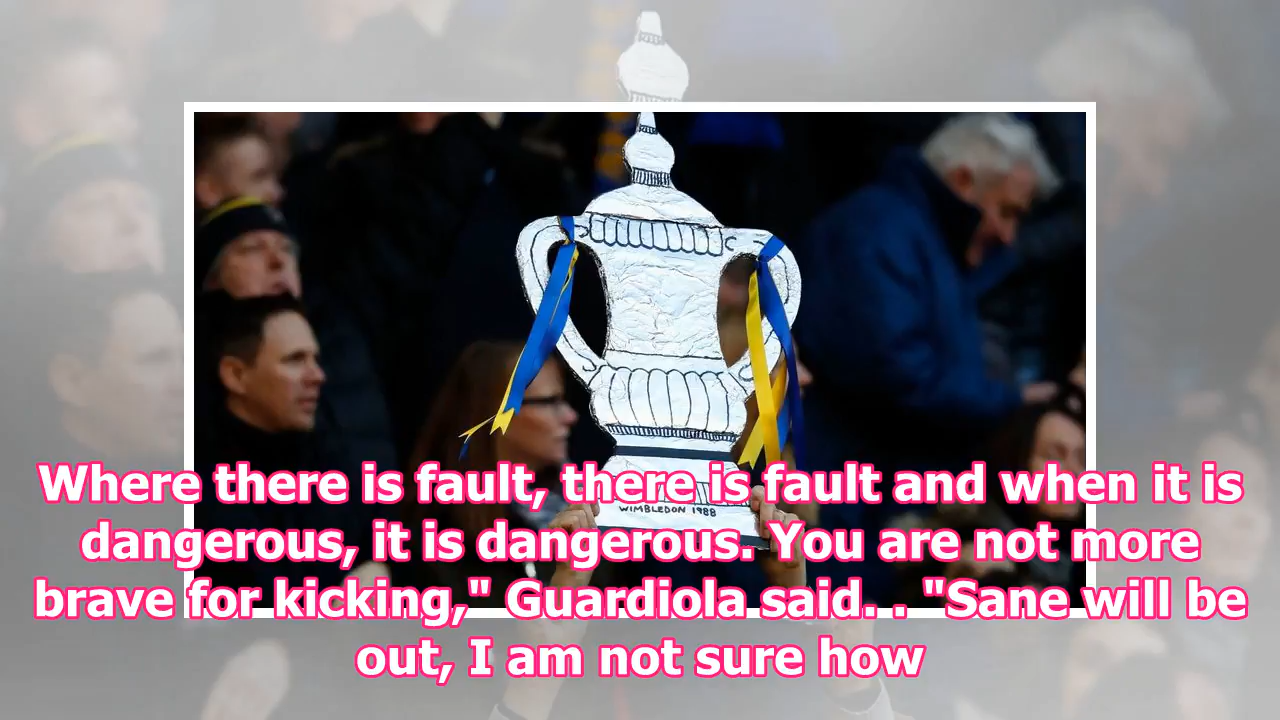 WIMBLEDON 1988
Where there is fault, there is fault and when it is
dangerous, it is dangerous. You are not more
brave for kicking," Guardiola said. . "Sane will be
out, I am not sure how